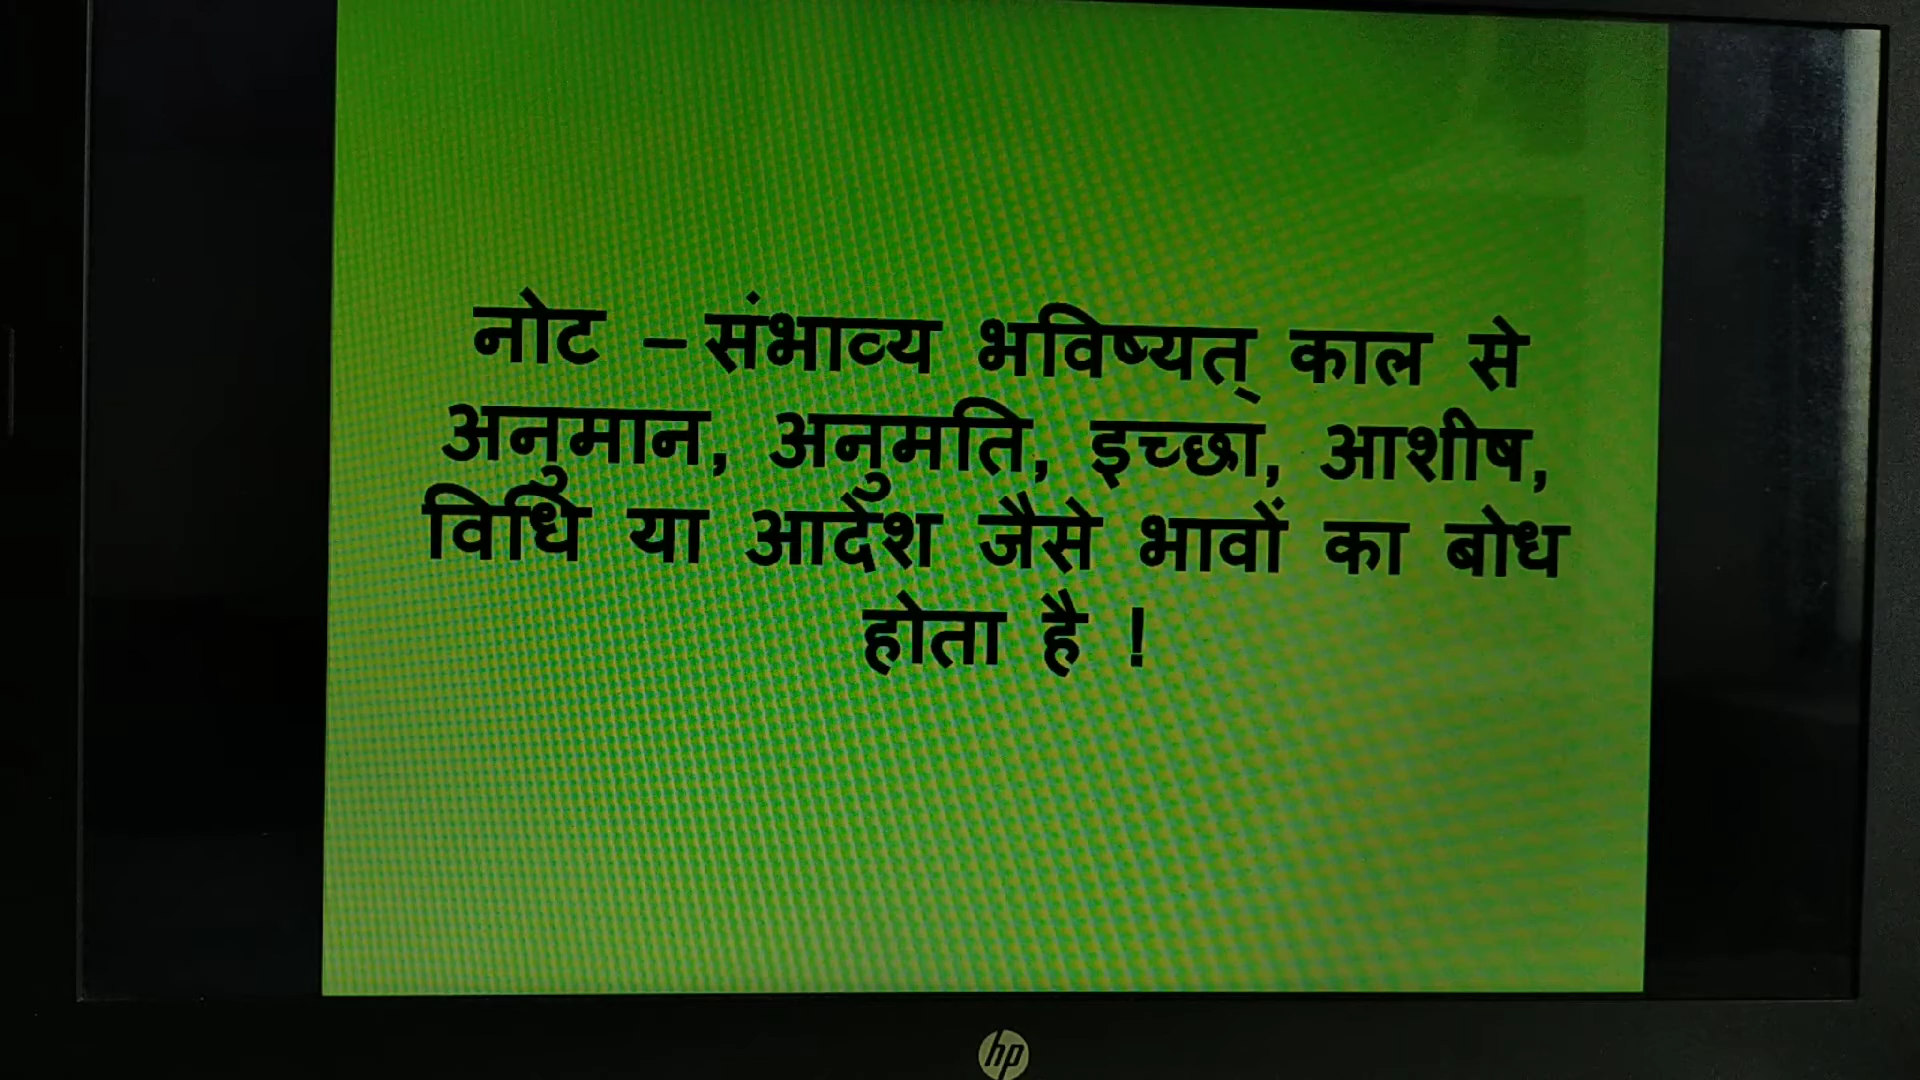 नोट – संभाव्य भविष्यत् काल से
अनुमान, अनुमति, इच्छा, आशीष,
विधि या आदेश जैसे भावों का बोध
होता है !
hp